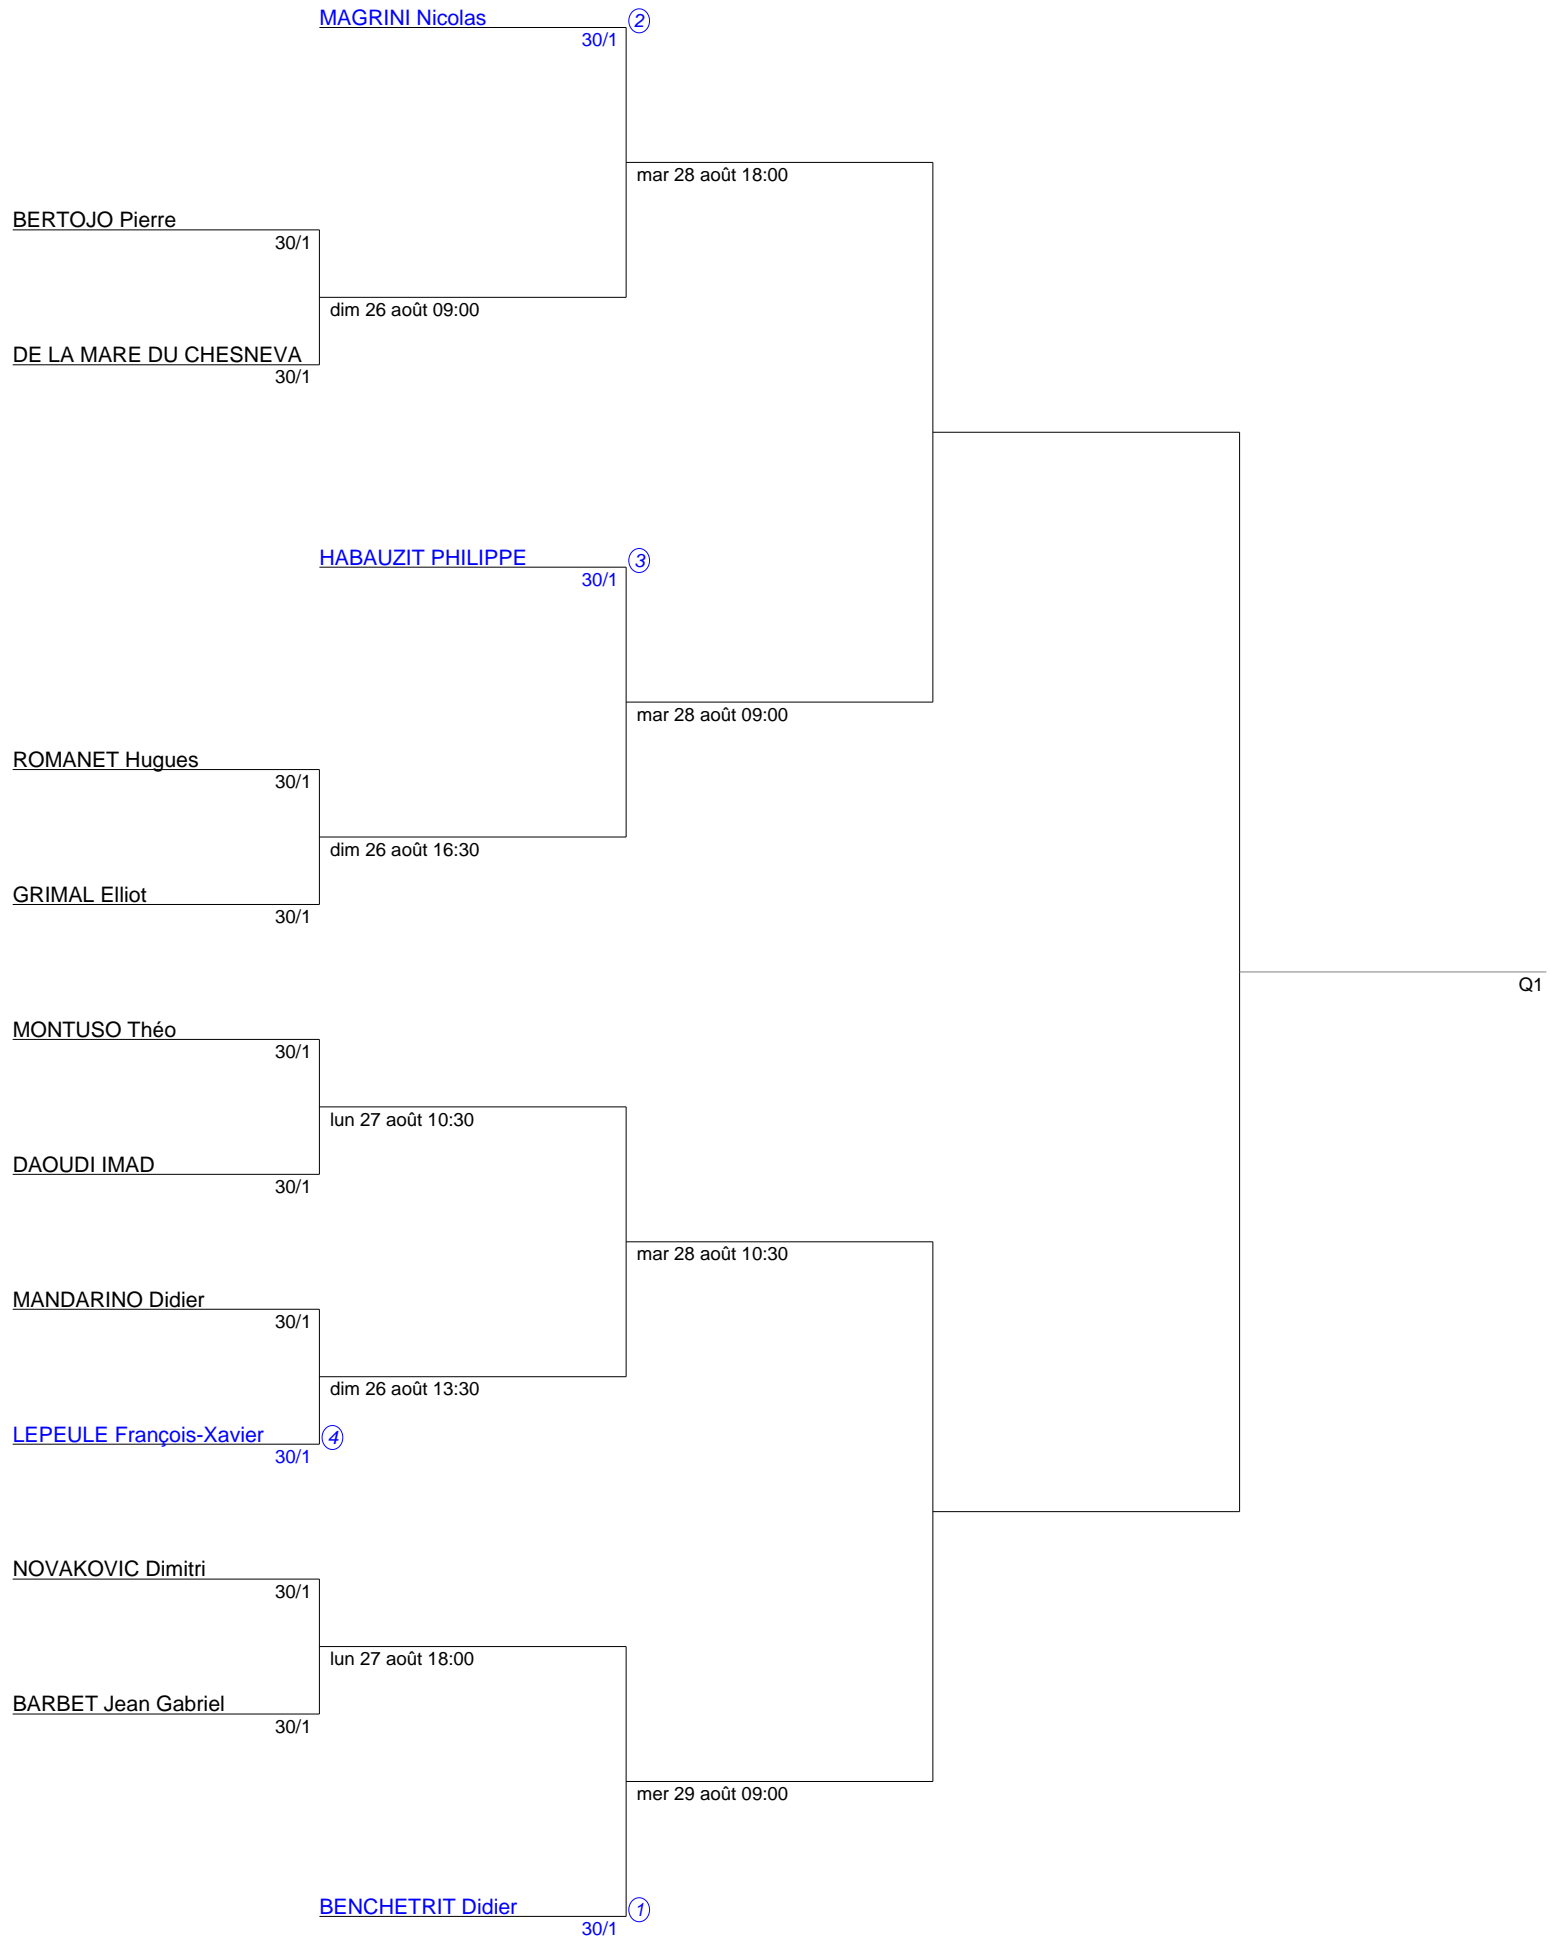 MAGRINI Nicolas 2
30/1
mar 28 août 18:00
BERTOJO Pierre
30/1
dim 26 août 09:00
DE LA MARE DU CHESNEVA
30/1
HABAUZIT PHILIPPE 3
30/1
mar 28 août 09:00
ROMANET Hugues
30/1
dim 26 août 16:30
GRIMAL Elliot
30/1
Q1
MONTUSO Théo
30/1
lun 27 août 10:30
DAOUDI IMAD
30/1
mar 28 août 10:30
MANDARINO Didier
30/1
dim 26 août 13:30
LEPEULE François-Xavier 4
30/1
NOVAKOVIC Dimitri
30/1
lun 27 août 18:00
BARBET Jean Gabriel
30/1
mer 29 août 09:00
BENCHETRIT Didier 1
30/1